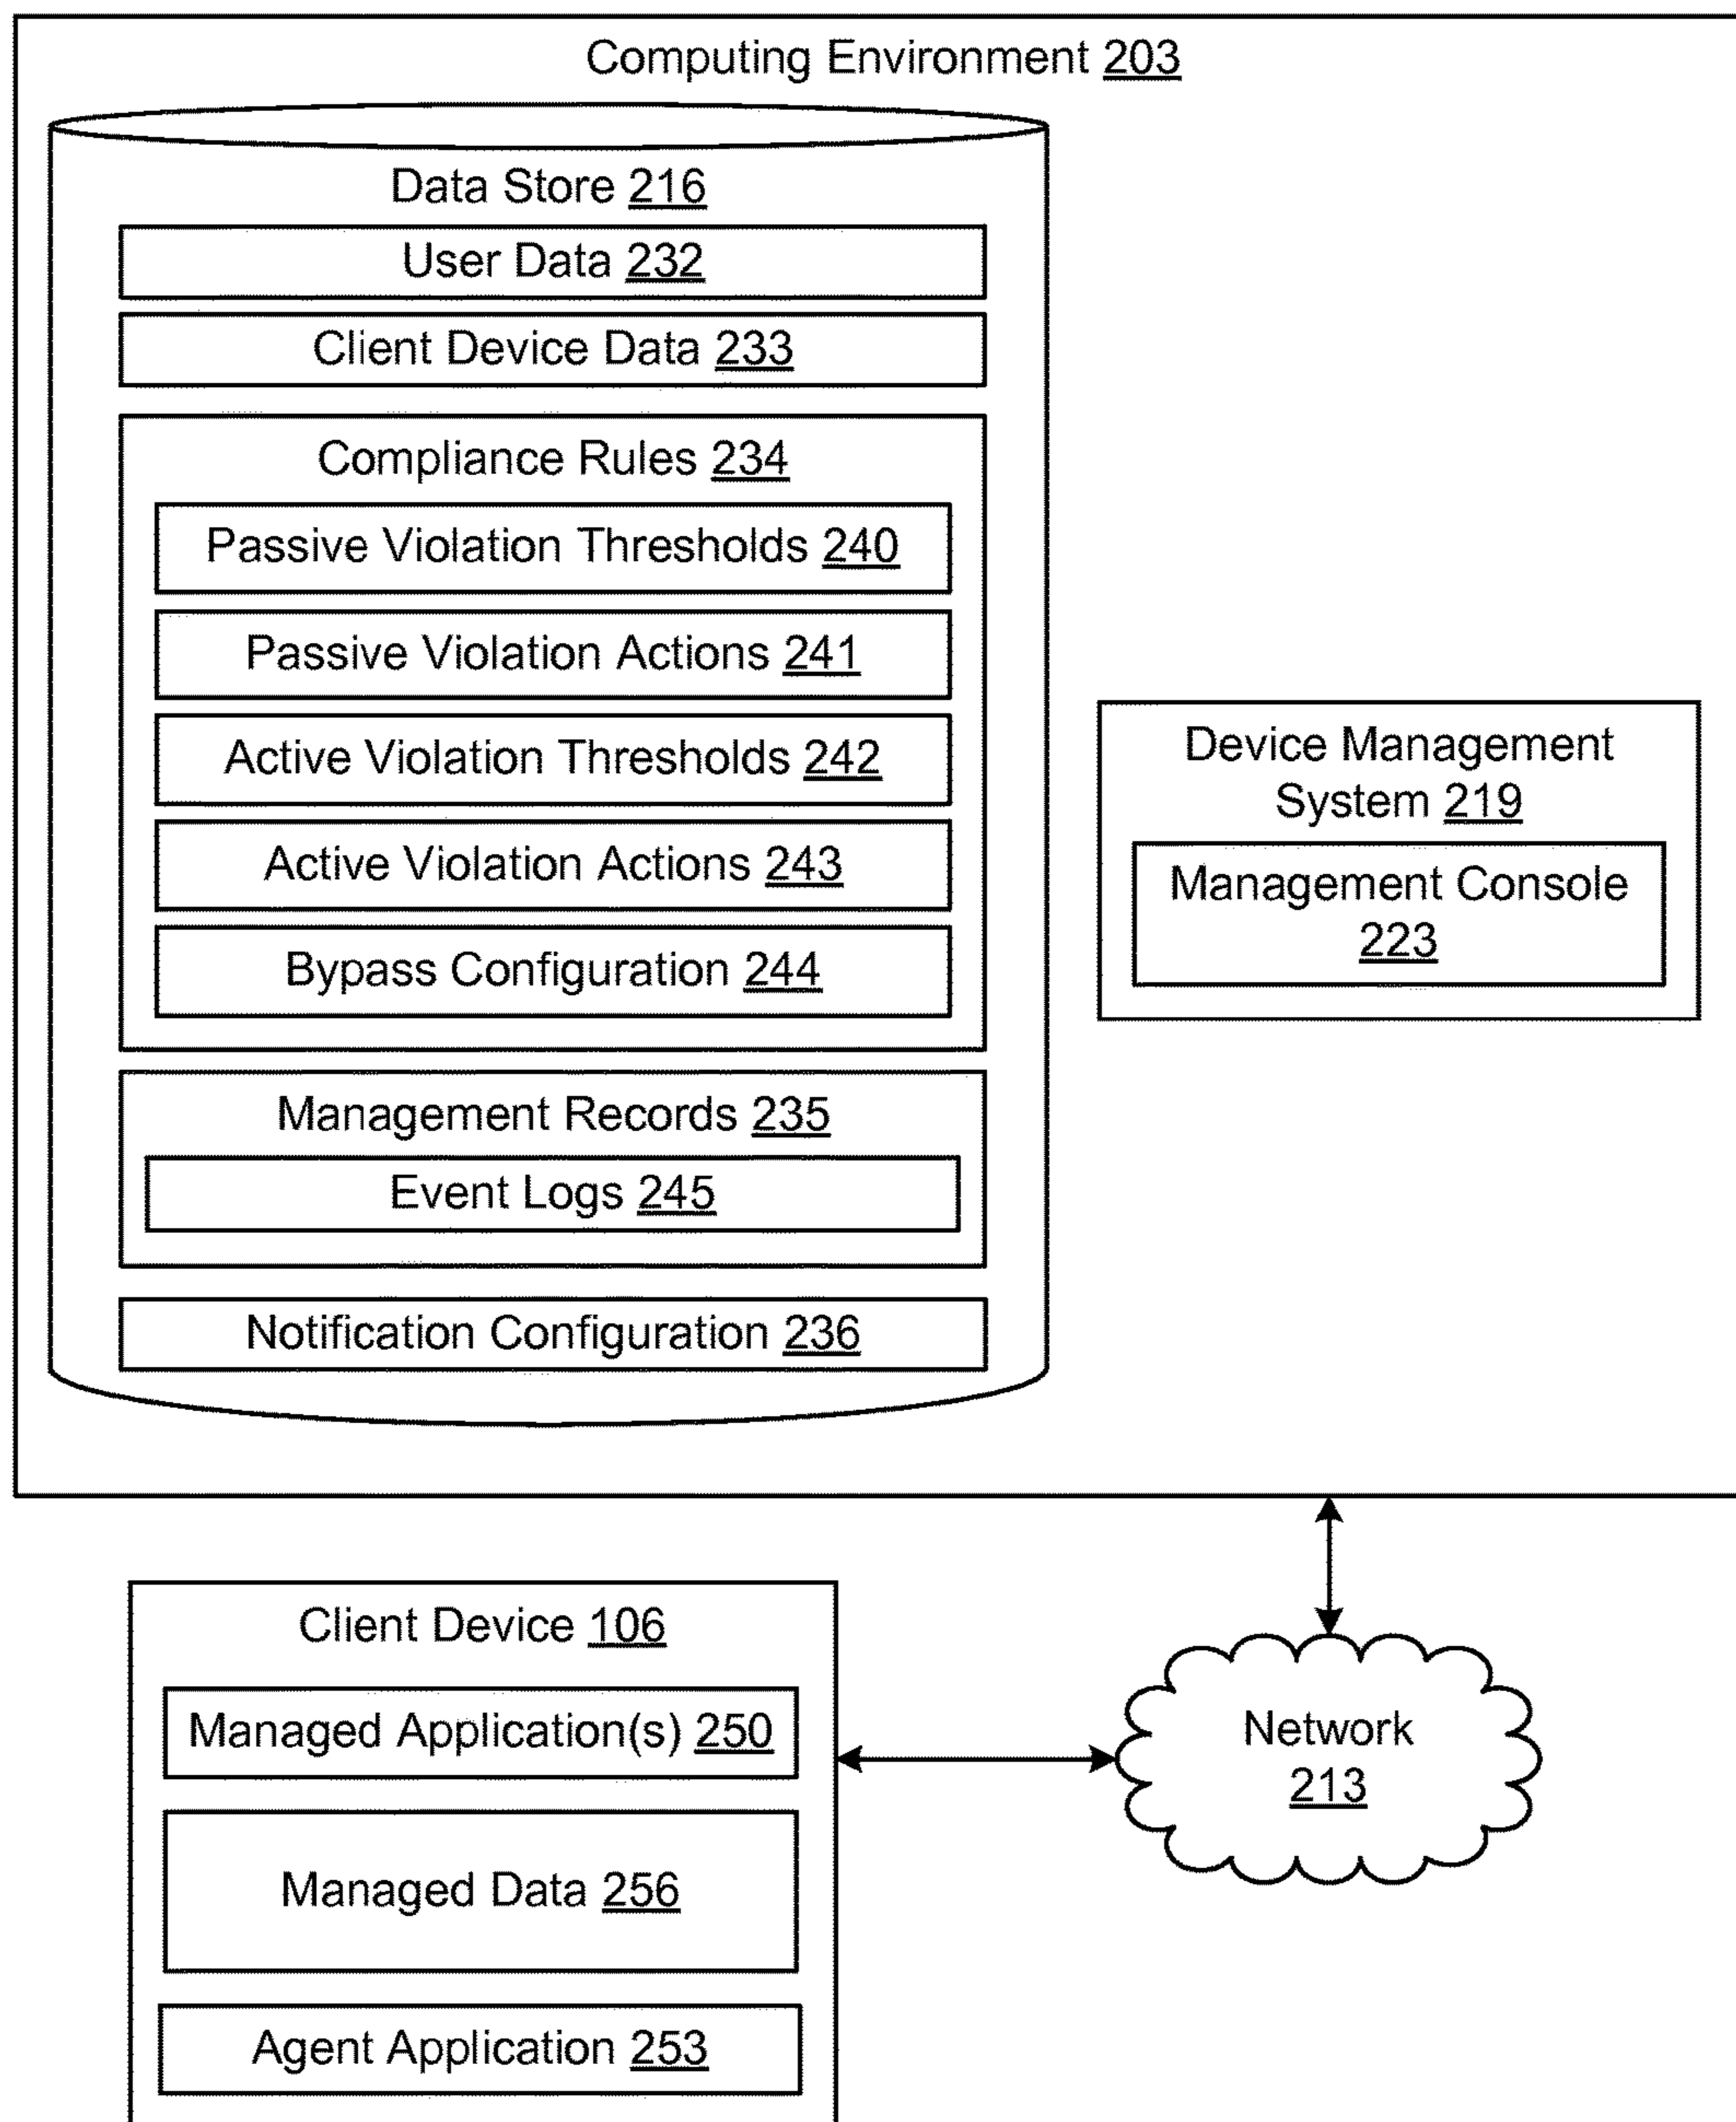 Computing Environment 203
Data Store 216
User Data 232
Client Device Data 233
Compliance Rules 234
Passive Violation Thresholds 240
Passive Violation Actions 241
Active Violation Thresholds 242
Active Violation Actions 243
Bypass Configuration 244
Management Records 235
Event Logs 245
Notification Configuration 236
Device Management
System 219
Management Console
223
Client Device 106
Managed Application(s) 250
Managed Data 256
Agent Application 253
Network
213